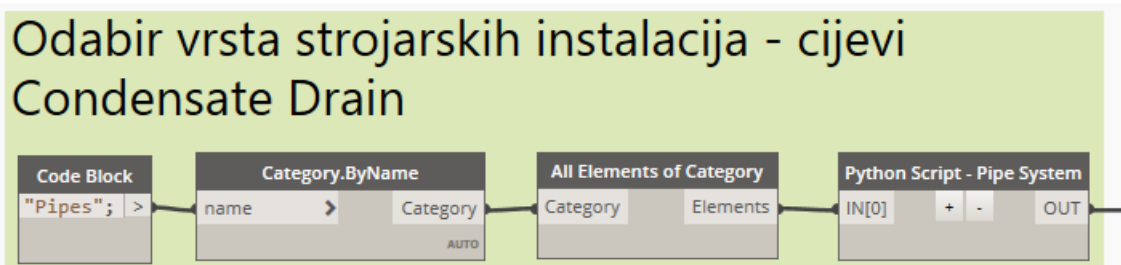 Odabir vrsta strojarskih instalacija - cijevi
Condensate Drain
Code Block
"Pipes"; >
Category.ByName
name > Category
AUTO
All Elements of Category
Category Elements
Python Script - Pipe System
IN[0] + - OUT